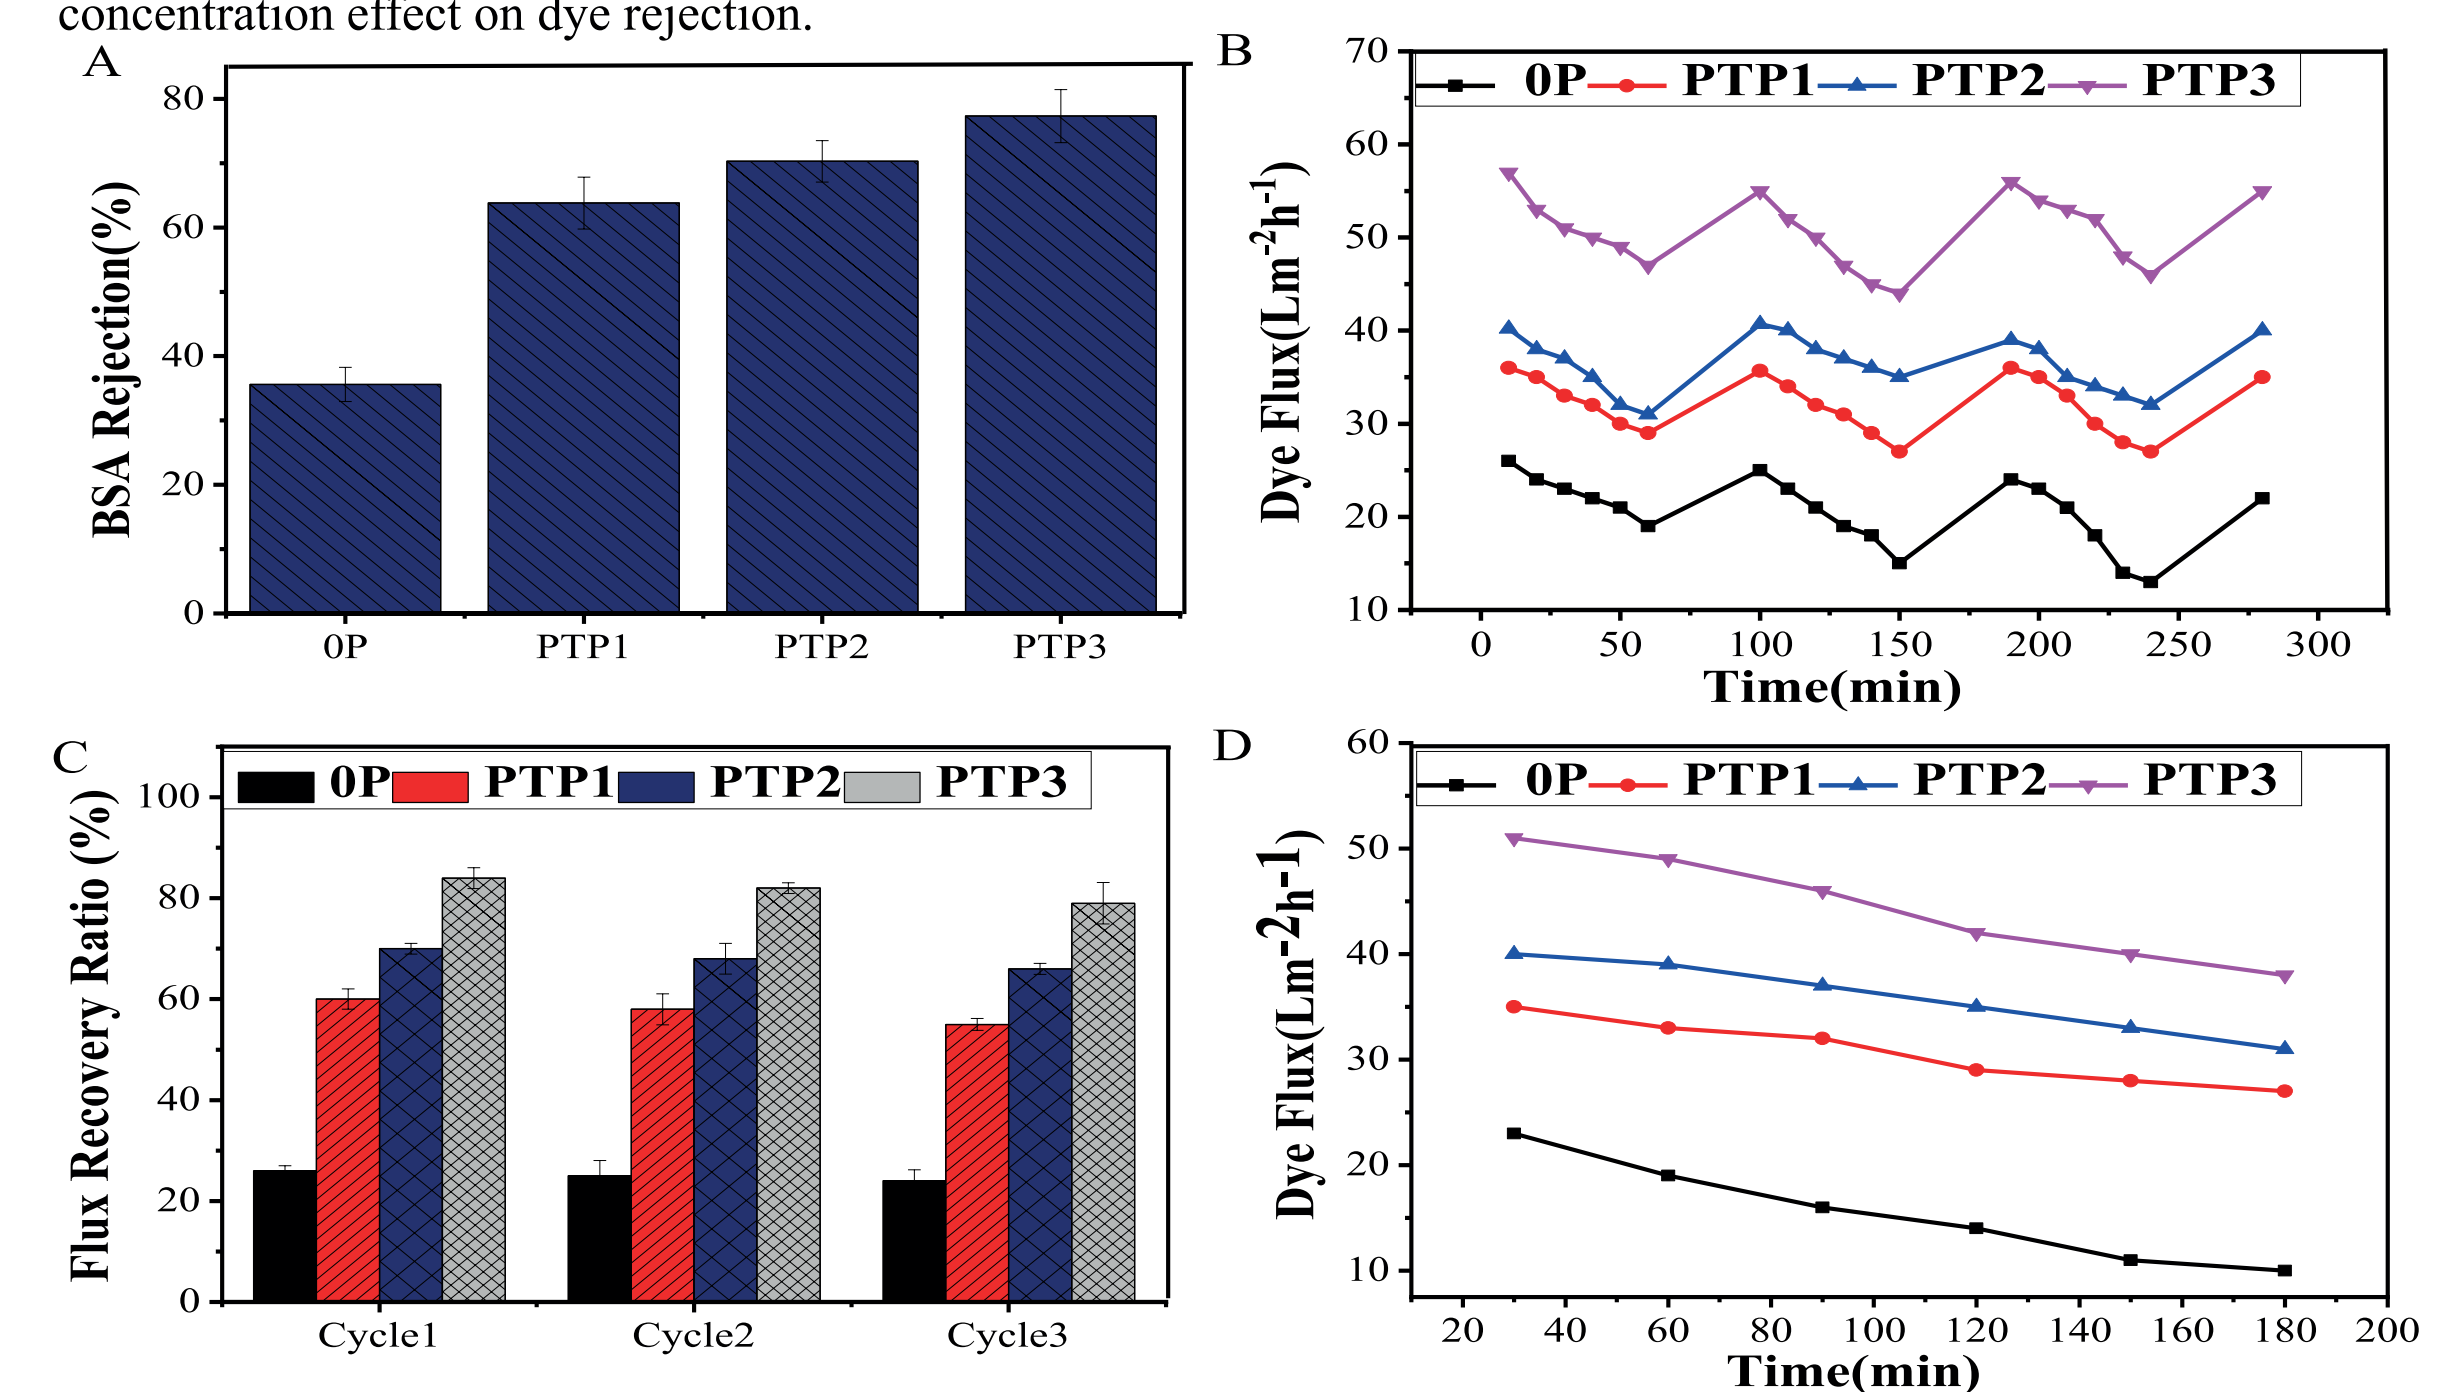 concentration effect on dye rejection.
A
BSA Rejection(%)
80
60
40
20
0
0P PTP1 PTP2 PTP3
B
0P PTP1 PTP2 PTP3
Dye Flux(Lm-2h-1)
70
60
50
40
30
20
10
0 50 100 150 200 250 300
Time(min)
C
0P PTP1 PTP2 PTP3
Flux Recovery Ratio (%)
100
80
60
40
20
0
Cycle1 Cycle2 Cycle3
D
0P PTP1 PTP2 PTP3
Dye Flux(Lm-2h-1)
60
50
40
30
20
10
20 40 60 80 100 120 140 160 180 200
Time(min)